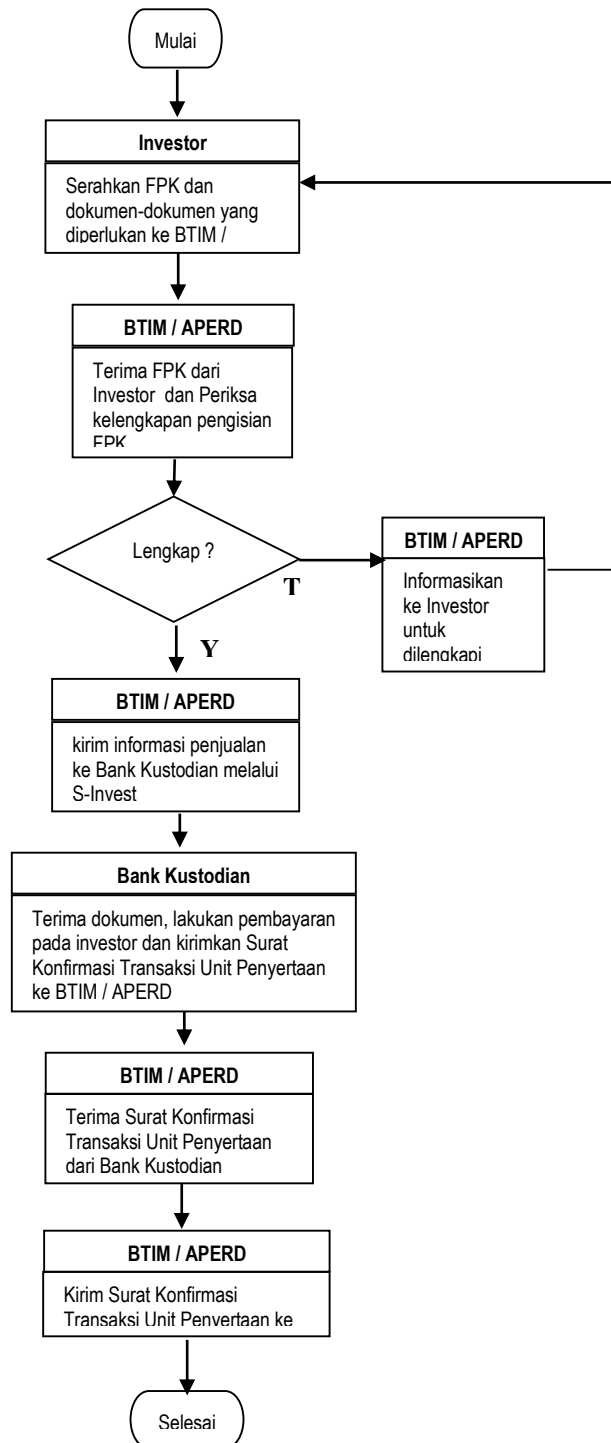 Mulai
Investor
Serahkan FPK dan
dokumen-dokumen yang
diperlukan ke BTIM /
BTIM / APERD
Terima FPK dari
Investor dan Periksa
kelengkapan pengisian
FPK
Lengkap ?
T
BTIM / APERD
Informasikan
ke Investor
untuk
dilengkapi
Y
BTIM / APERD
kirim informasi penjualan
ke Bank Kustodian melalui
S-Invest
Bank Kustodian
Terima dokumen, lakukan pembayaran
pada investor dan kirimkan Surat
Konfirmasi Transaksi Unit Penyertaan
ke BTIM / APERD
BTIM / APERD
Terima Surat Konfirmasi
Transaksi Unit Penyertaan
dari Bank Kustodian
BTIM / APERD
Kirim Surat Konfirmasi
Transaksi Unit Penyertaan ke
Selesai